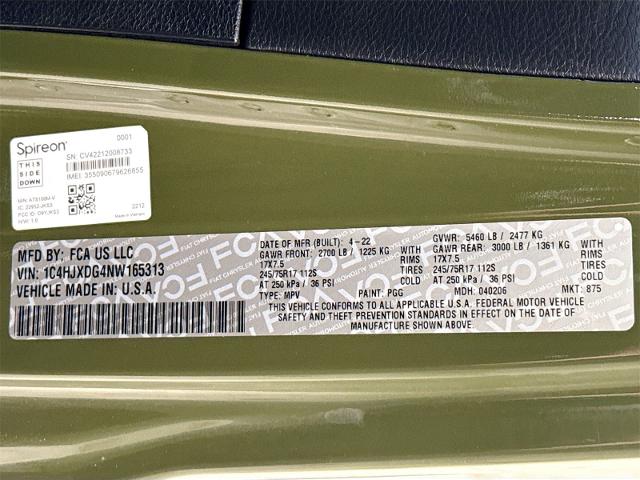 Spireon
0001
THIS
SIDE
DOWN
SN: CV42212008733
IMEI: 355090679626855
2212
Made in Vietnam
MFD BY: FCA US LLC
VIN: 1C4HJXDG4NW165313
VEHICLE MADE IN: U.S.A.
DATE OF MFR (BUILT): 4-22
GVWR: 5460 LB / 2477 KG
GAWR FRONT: 2700 LB / 1225 KG
GAWR REAR: 3000 LB / 1361 KG
17X7.5 RIMS
17X7.5 RIMS
245/75R17 112S TIRES
245/75R17 112S TIRES
AT 250 kPa / 36 PSI
AT 250 kPa / 36 PSI
TYPE: MPV
PAINT: PGG
MDH: 040206
MKT: 875
THIS VEHICLE CONFORMS TO ALL APPLICABLE U.S.A. FEDERAL MOTOR VEHICLE
SAFETY AND THEFT PREVENTION STANDARDS IN EFFECT ON THE DATE OF
MANUFACTURE SHOWN ABOVE.